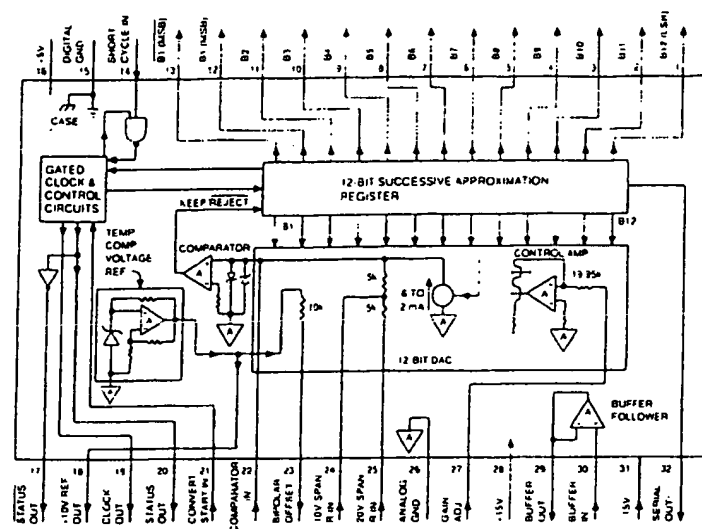 +5V
DIGITAL
GND
SHORT
CYCLE IN
B1 (MSB)
B1 (MSB)
B2
B3
B4
B5
B6
B7
B8
B9
B10
B11
B12 (LSB)
16
15
14
13
12
11
10
9
8
7
6
5
4
3
2
1
CASE
GATED
CLOCK &
CONTROL
CIRCUITS
12-BIT SUCCESSIVE APPROXIMATION
REGISTER
KEEP/REJECT
B1
B12
TEMP
COMP
VOLTAGE
REF
COMPARATOR
A
CONTROL AMP
5k
5k
10k
6 TO
2 mA
A
A
A
A
A
A
12 BIT DAC
A
A
BUFFER
FOLLOWER
17
18
19
20
21
22
23
24
25
26
27
28
29
30
31
32
STATUS
OUT
+10V REF
OUT
CLOCK
OUT
STATUS
OUT
CONVERT
START IN
COMPARATOR
IN
BIPOLAR
OFFSET
10V SPAN
R IN
20V SPAN
R IN
ANALOG
GND
GAIN
ADJ
BUFFER
OUT
BUFFER
IN
SERIAL
OUT